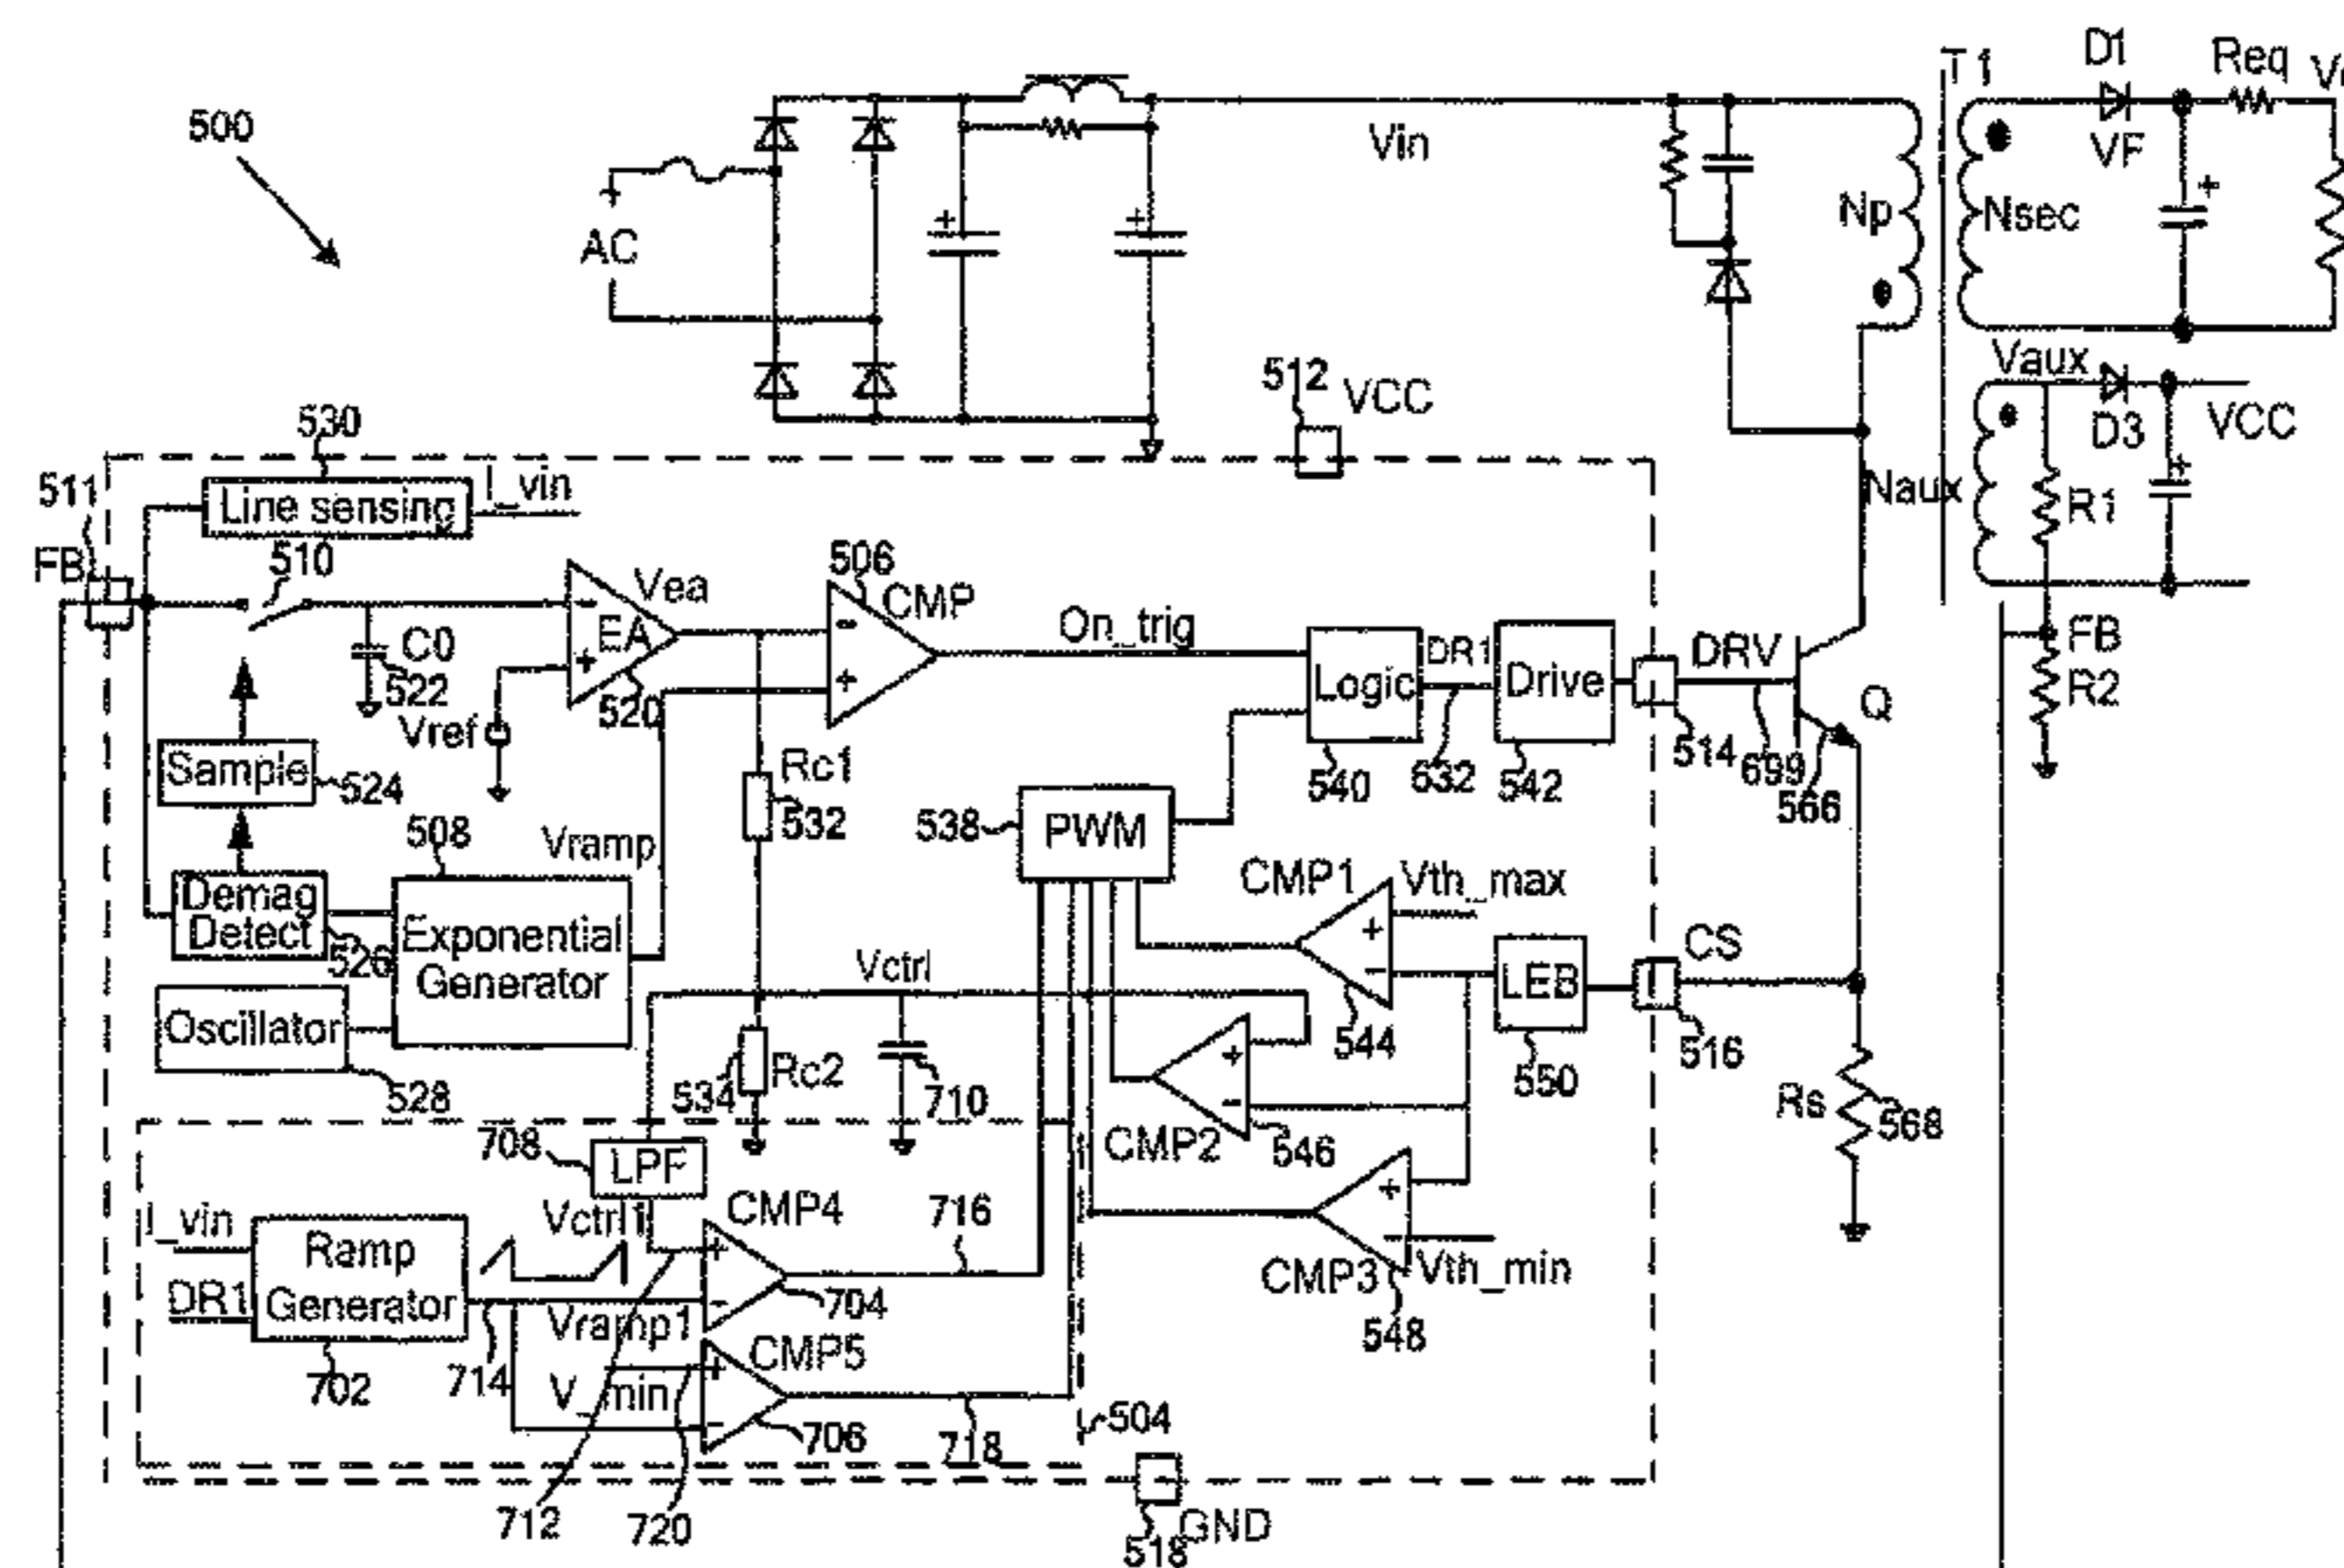 500
AC
Vin
Np
T1
Nsec
D1
VF
Req
Vaux
D3
VCC
Naux
R1
FB
R2
512
VCC
530
Line sensing
I_vin
511
FB
510
C0
522
EA
Vea
520
Vref
506
CMP
On_trig
Logic
540
DR1
632
Drive
542
514
DRV
699
Q
566
Sample
524
Rc1
532
508
Vramp
Demag
Detect
526
Exponential
Generator
Oscillator
528
538
PWM
CMP1
Vth_max
544
LEB
550
CS
516
Rs
568
Vctrl
534
Rc2
710
CMP2
546
CMP3
Vth_min
548
708
LPF
Vctrl1
CMP4
716
704
I_vin
DR1
Ramp
Generator
702
714
Vramp1
V_min
CMP5
706
718
504
712
720
518
GND